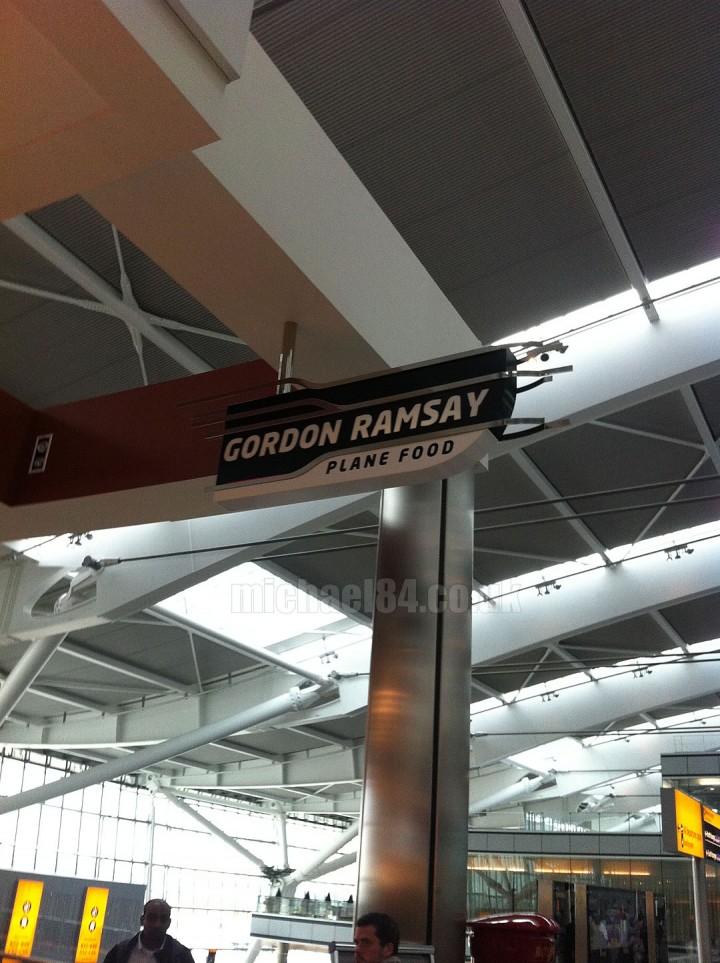 GORDON RAMSAY
PLANE FOOD
michael84.co.uk